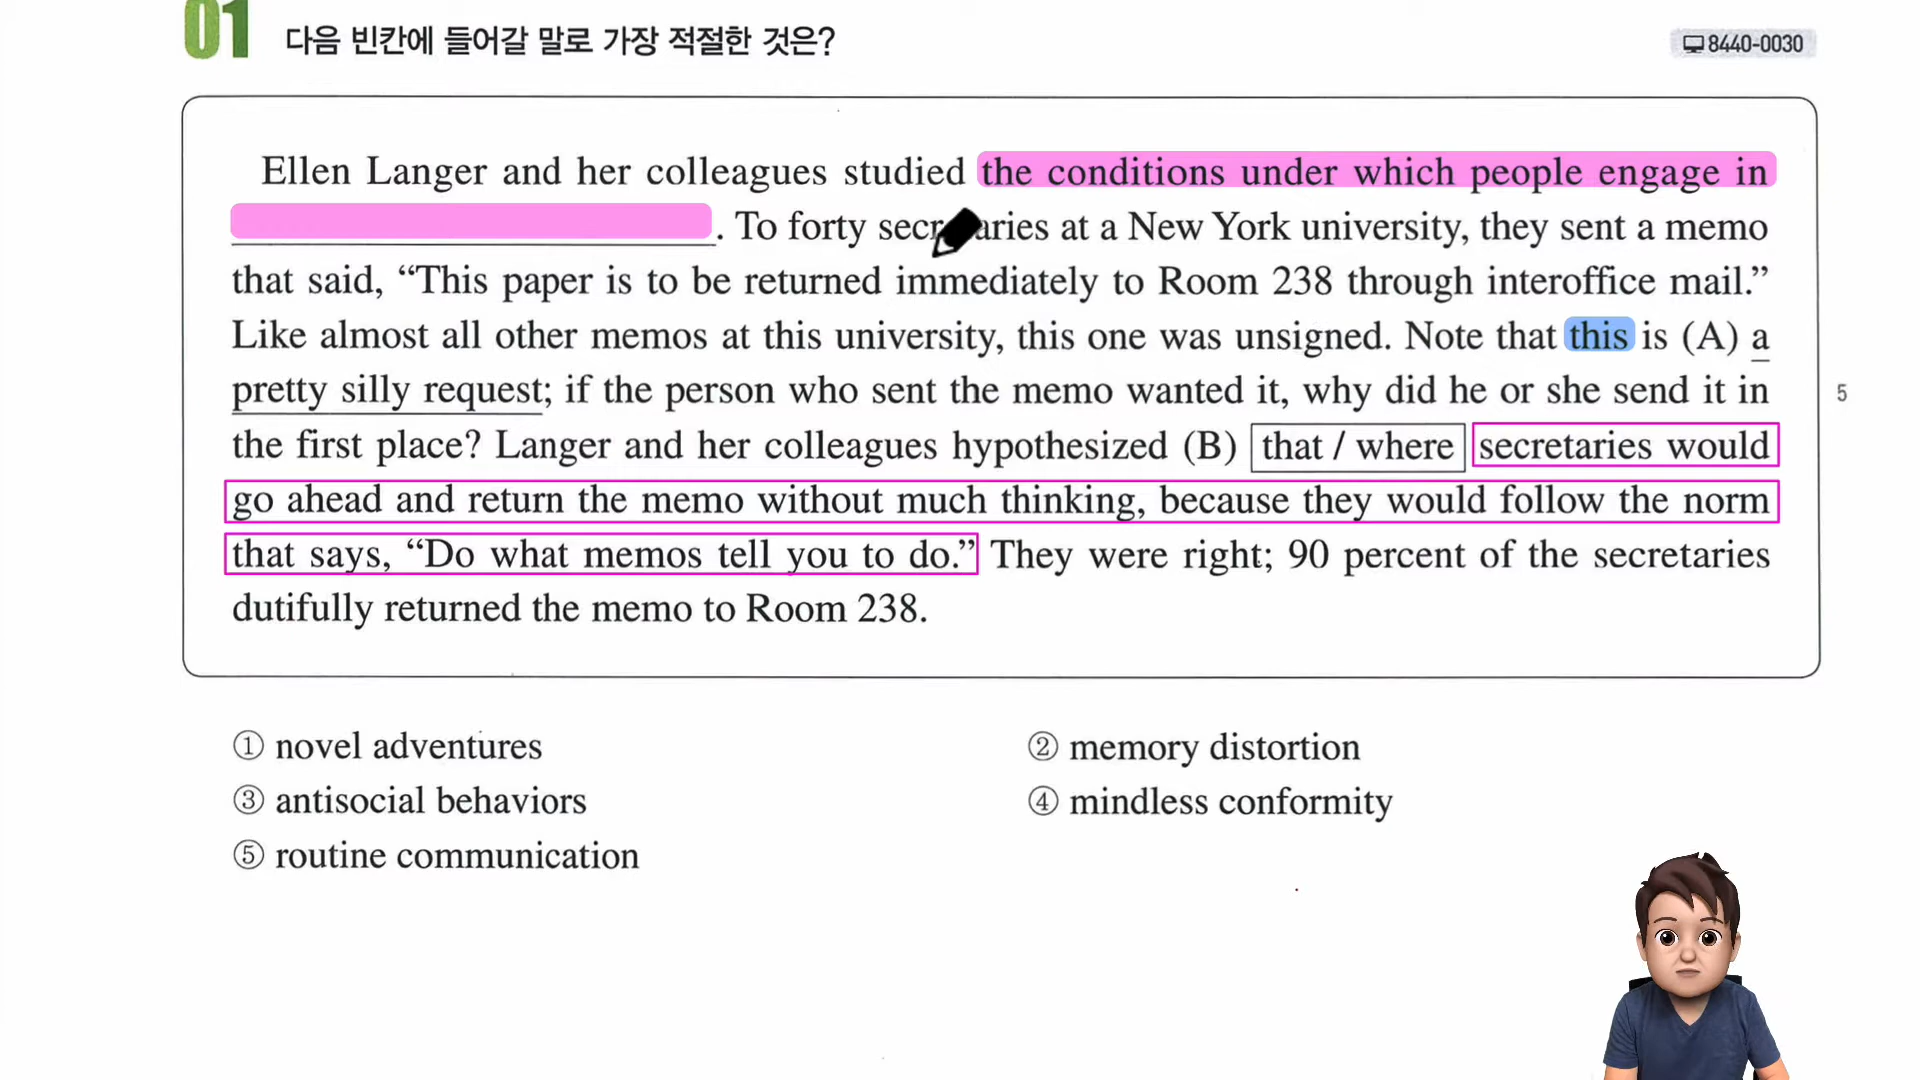 01 다음 빈칸에 들어갈 말로 가장 적절한 것은?
8440-0030
Ellen Langer and her colleagues studied the conditions under which people engage in
. To forty secretaries at a New York university, they sent a memo
that said, “This paper is to be returned immediately to Room 238 through interoffice mail.”
Like almost all other memos at this university, this one was unsigned. Note that this is (A) a
pretty silly request; if the person who sent the memo wanted it, why did he or she send it in
5
the first place? Langer and her colleagues hypothesized (B) that / where secretaries would
go ahead and return the memo without much thinking, because they would follow the norm
that says, “Do what memos tell you to do.” They were right; 90 percent of the secretaries
dutifully returned the memo to Room 238.
① novel adventures
② memory distortion
③ antisocial behaviors
④ mindless conformity
⑤ routine communication